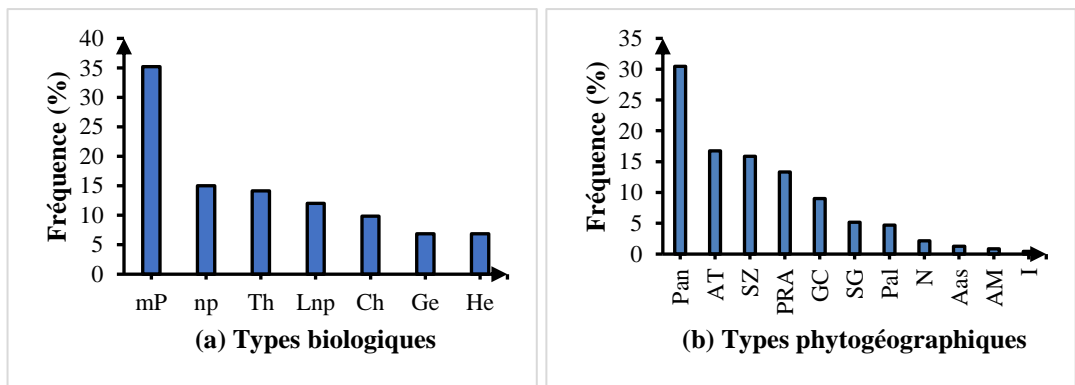 Fréquence (%)
40
35
30
25
20
15
10
5
0
mP np Th Lnp Ch Ge He
(a) Types biologiques
Fréquence (%)
35
30
25
20
15
10
5
0
Pan AT SZ PRA GC SG Pal N Aas AM I
(b) Types phytogéographiques